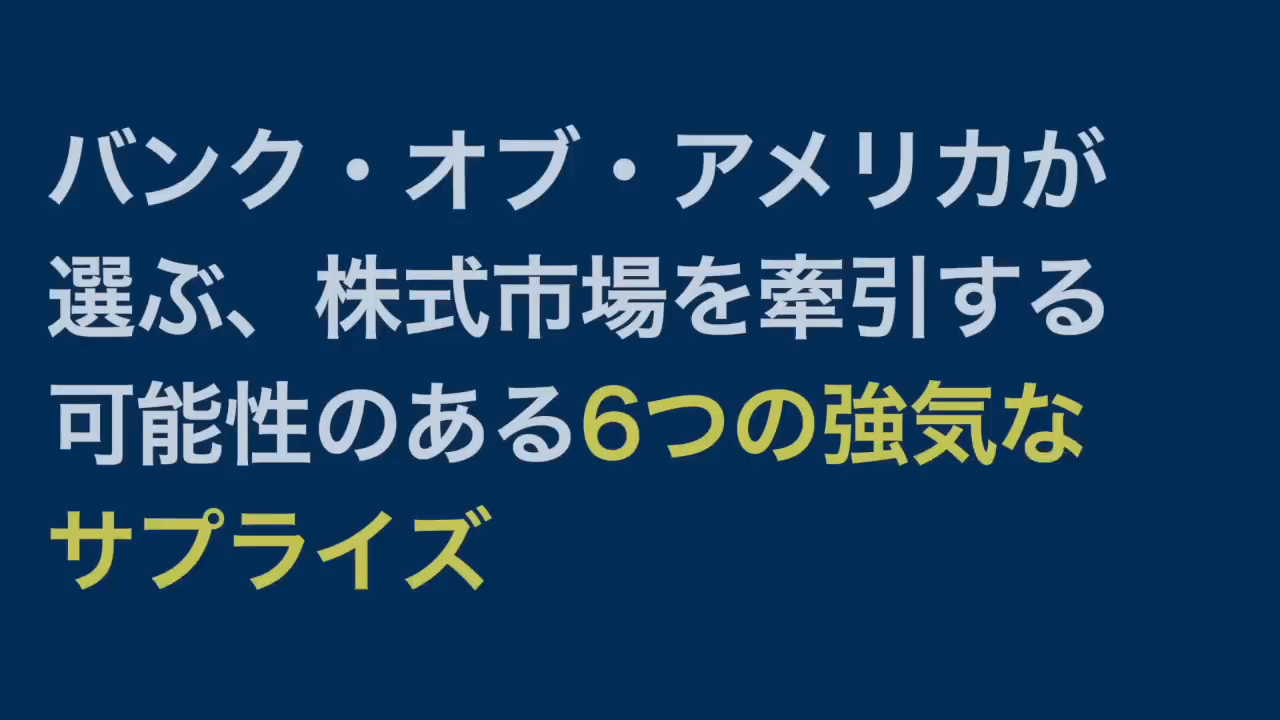 バンク・オブ・アメリカが
選ぶ、株式市場を牽引する
可能性のある6つの強気な
サプライズ